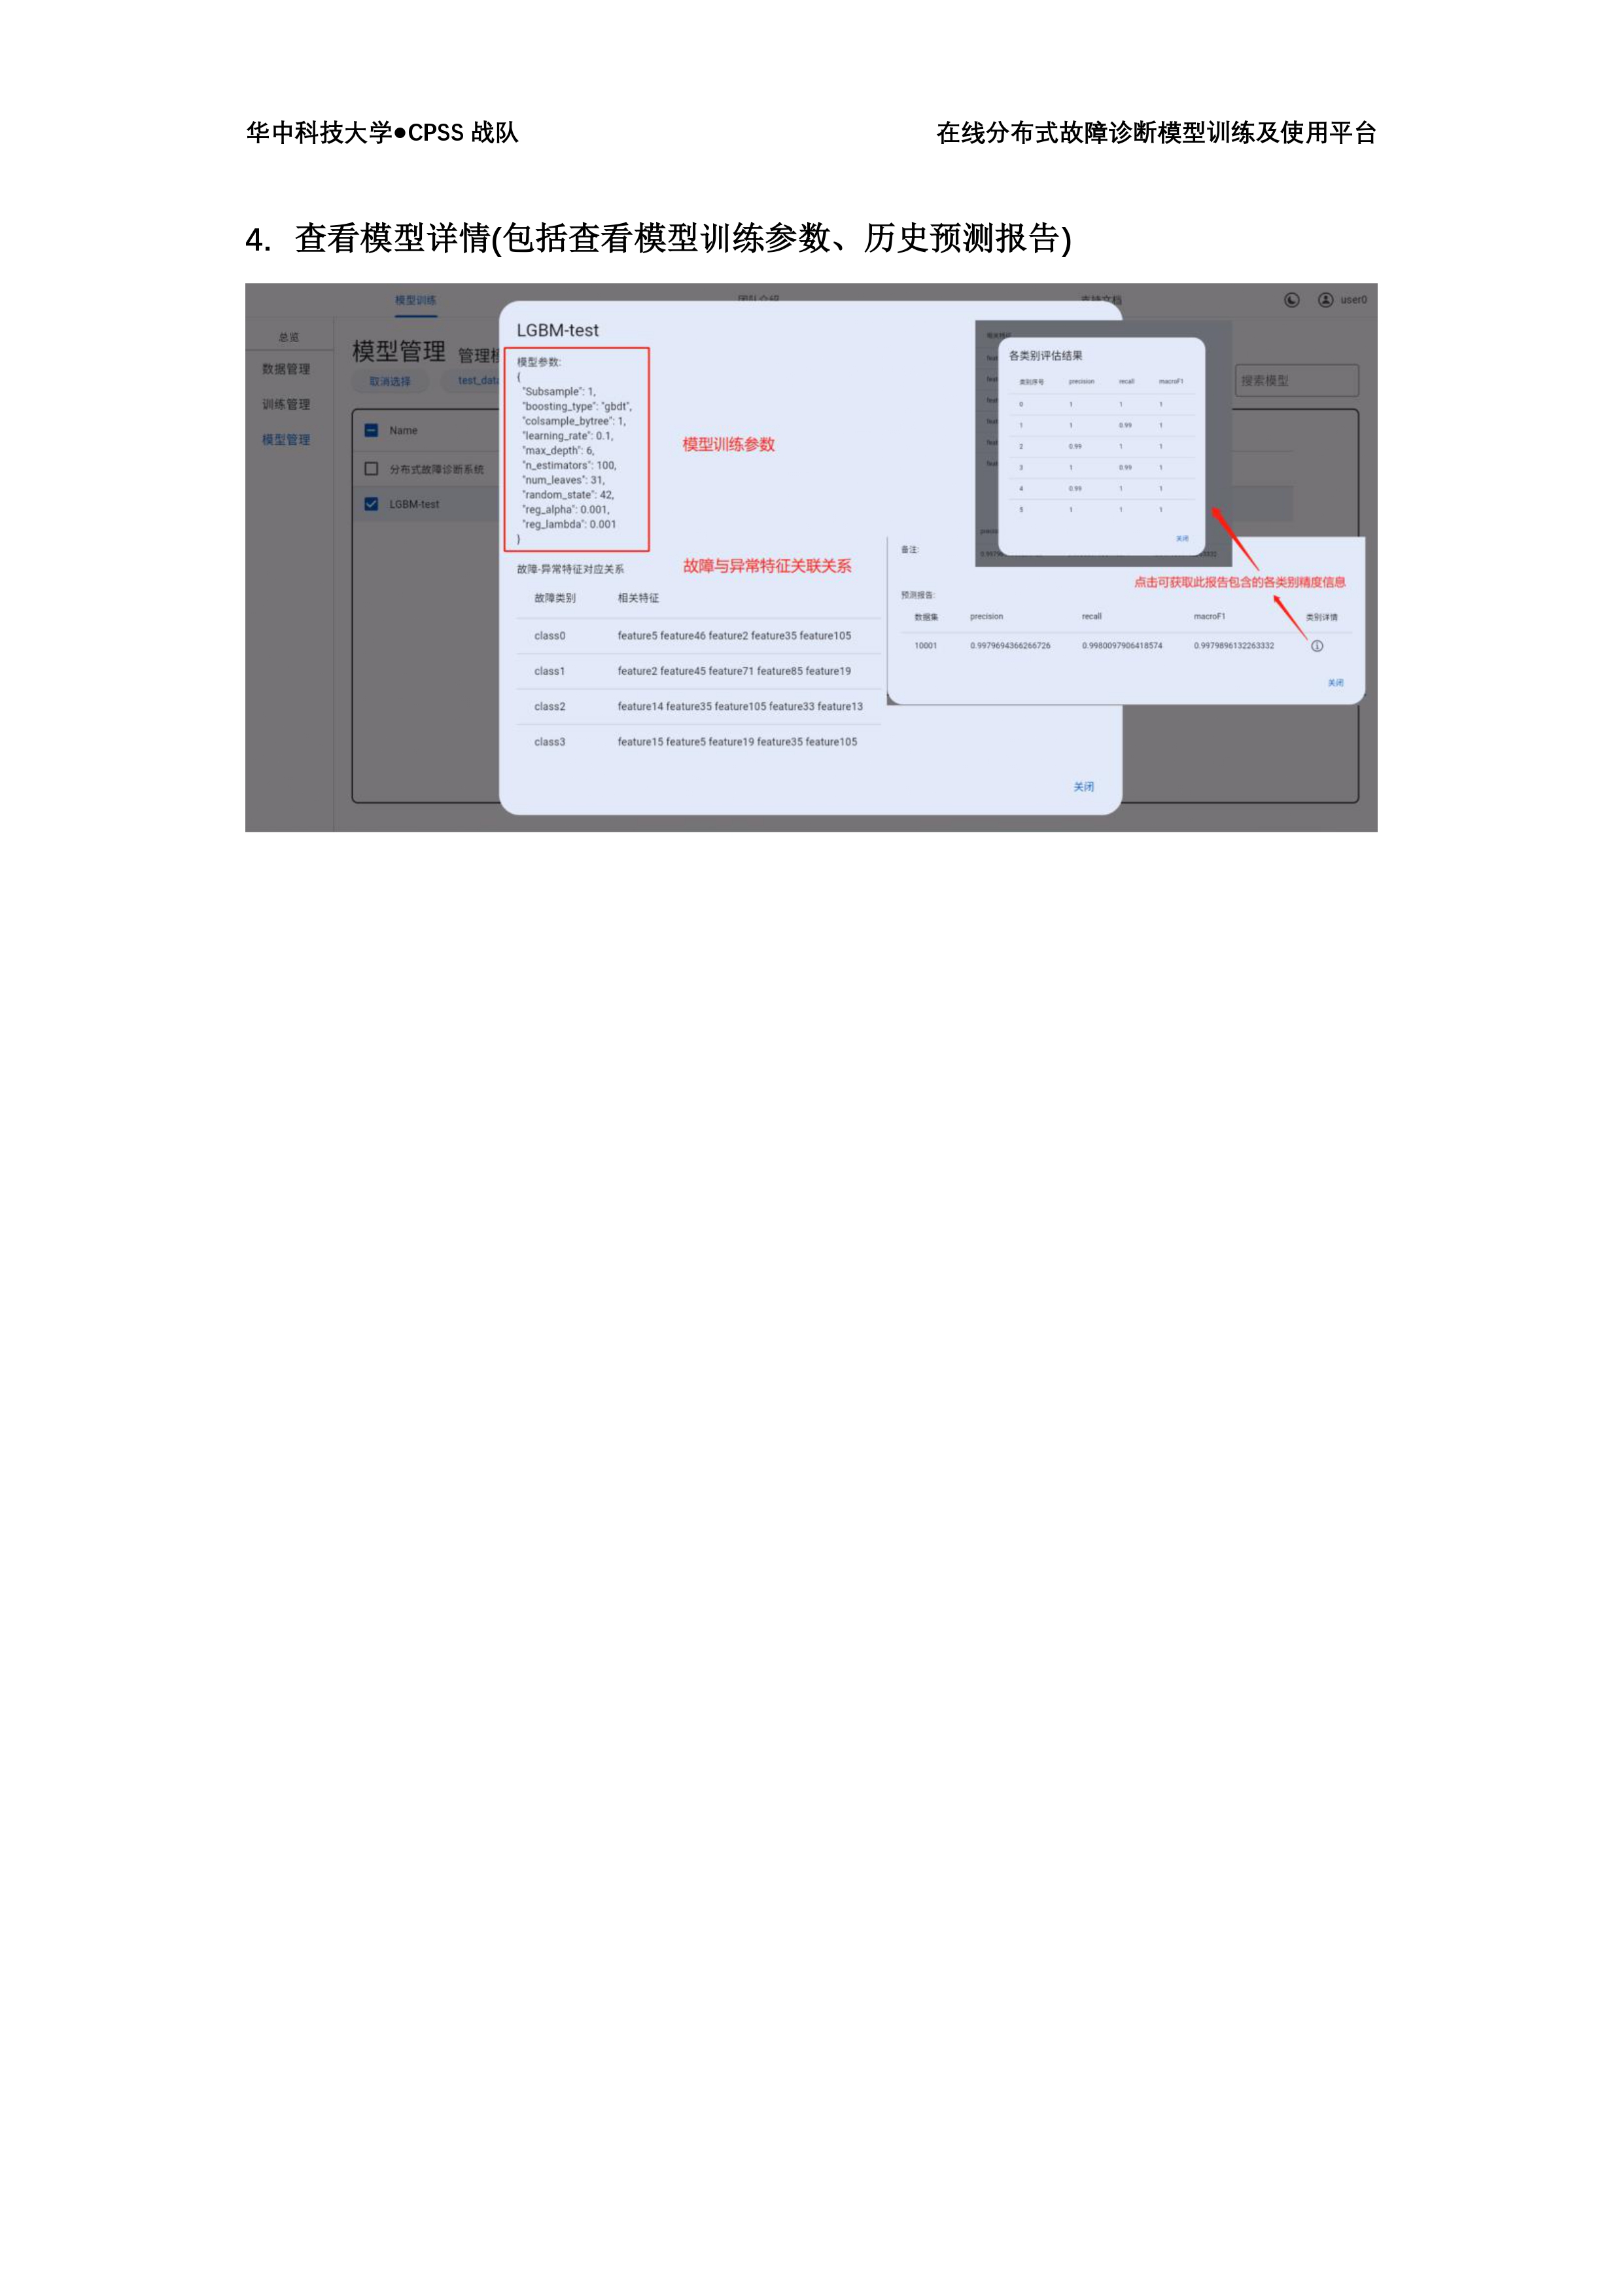 华中科技大学●CPSS 战队
在线分布式故障诊断模型训练及使用平台
4. 查看模型详情(包括查看模型训练参数、历史预测报告)
模型训练
user0
总览
数据管理
训练管理
模型管理
模型管理 管理
取消选择 test_data
搜索模型
Name
分布式故障诊断系统
LGBM-test
LGBM-test
模型参数:
{
"Subsample": 1,
"boosting_type": "gbdt",
"colsample_bytree": 1,
"learning_rate": 0.1,
"max_depth": 6,
"n_estimators": 100,
"num_leaves": 31,
"random_state": 42,
"reg_alpha": 0.001,
"reg_lambda": 0.001
}
模型训练参数
故障-异常特征对应关系
故障与异常特征关联关系
故障类别 相关特征
class0 feature5 feature46 feature2 feature35 feature105
class1 feature2 feature45 feature71 feature85 feature19
class2 feature14 feature35 feature105 feature33 feature13
class3 feature15 feature5 feature19 feature35 feature105
关闭
各类别评估结果
类别序号 precision recall macroF1
0 1 1 1
1 1 0.99 1
2 0.99 1 1
3 1 0.99 1
4 0.99 1 1
5 1 1 1
关闭
备注:
点击可获取此报告包含的各类别精度信息
预测报告:
数据集 precision recall macroF1 类别详情
10001 0.9979694366266726 0.9980097906418574 0.9979896132263332
关闭